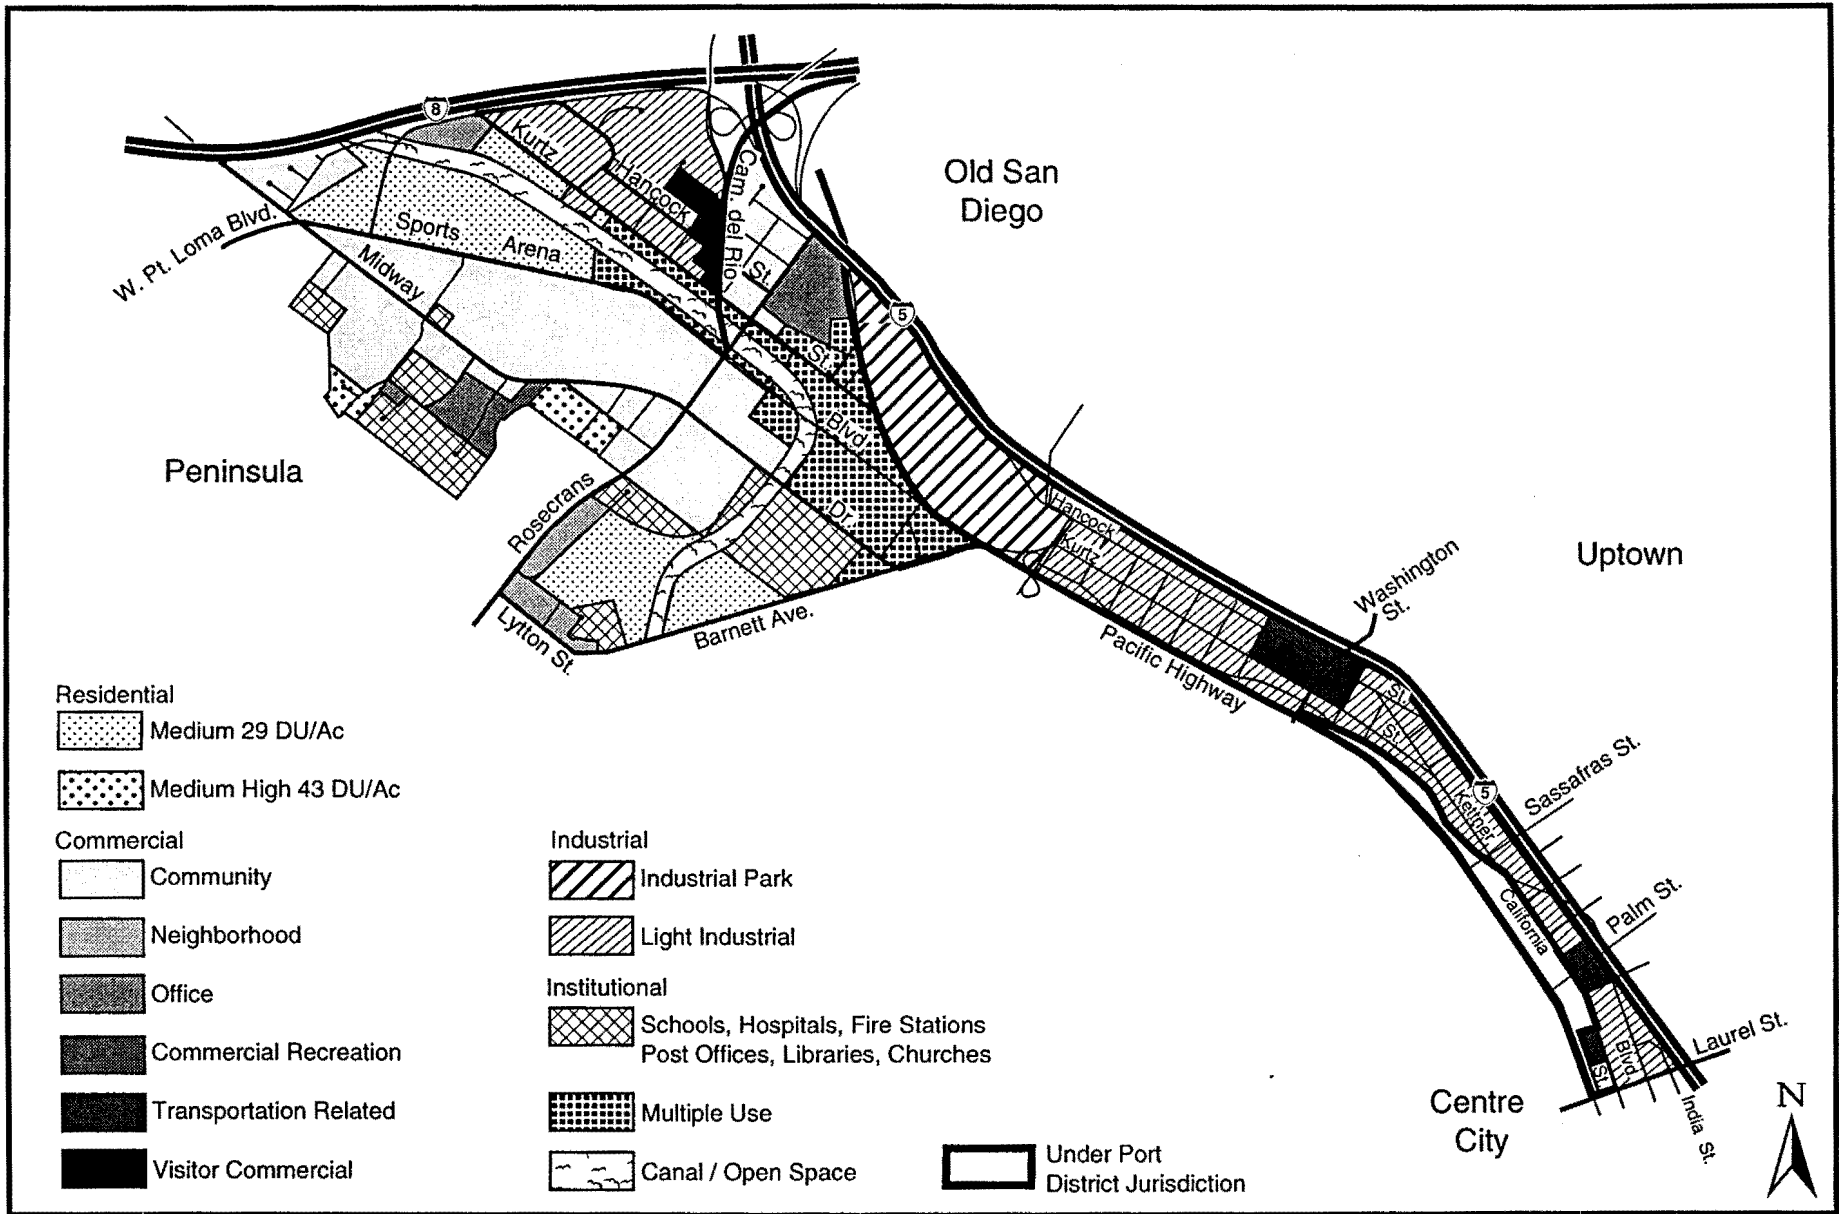 8
Kurtz
Hancock
Cam. del Rio
Old San
Diego
W. Pt. Loma Blvd.
Sports Arena
Midway
St.
5
St.
Blvd.
Peninsula
Rosecrans
Dr.
Hancock
Kurtz
Washington
St.
Uptown
Lytton St.
Barnett Ave.
Pacific Highway
St.
St.
Sassafras St.
5
Kettner
Palm St.
California
Laurel St.
Blvd
St.
India St.
Centre
City
N
Residential
Medium 29 DU/Ac
Medium High 43 DU/Ac
Commercial
Community
Neighborhood
Office
Commercial Recreation
Transportation Related
Visitor Commercial
Industrial
Industrial Park
Light Industrial
Institutional
Schools, Hospitals, Fire Stations
Post Offices, Libraries, Churches
Multiple Use
Canal / Open Space
Under Port
District Jurisdiction